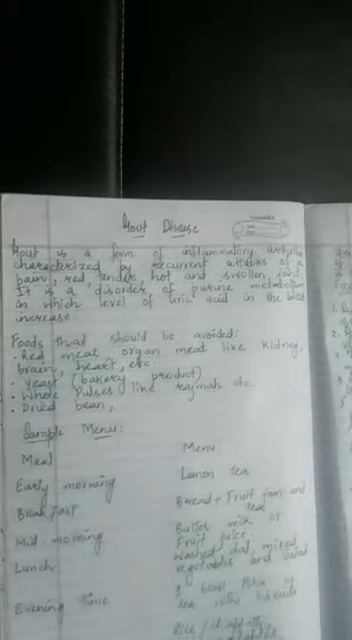 Gout Disease
Gout is a form of inflammatory arthritis
characterized by recurrent attacks of a
pain, red, tender, hot and swollen joint.
It is a disorder of purine metabolism
in which level of uric acid in the blood
increase.
Foods that should be avoided:
• Red meat, organ meat like kidney,
brain, heart, etc.
• Yeast (bakery product)
• Whole Pulses like rajmah etc.
• Dried bean,
Sample Menu:
Meal Menu
Early morning Lemon tea
Breakfast Bread + Fruit jam and
tea
Mid-morning Butter milk or
Fruit juice
Lunch Washed dal, mixed
vegetables and salad
Evening time 1 bowl Poha or
tea with biscuits
Rice / chapatti